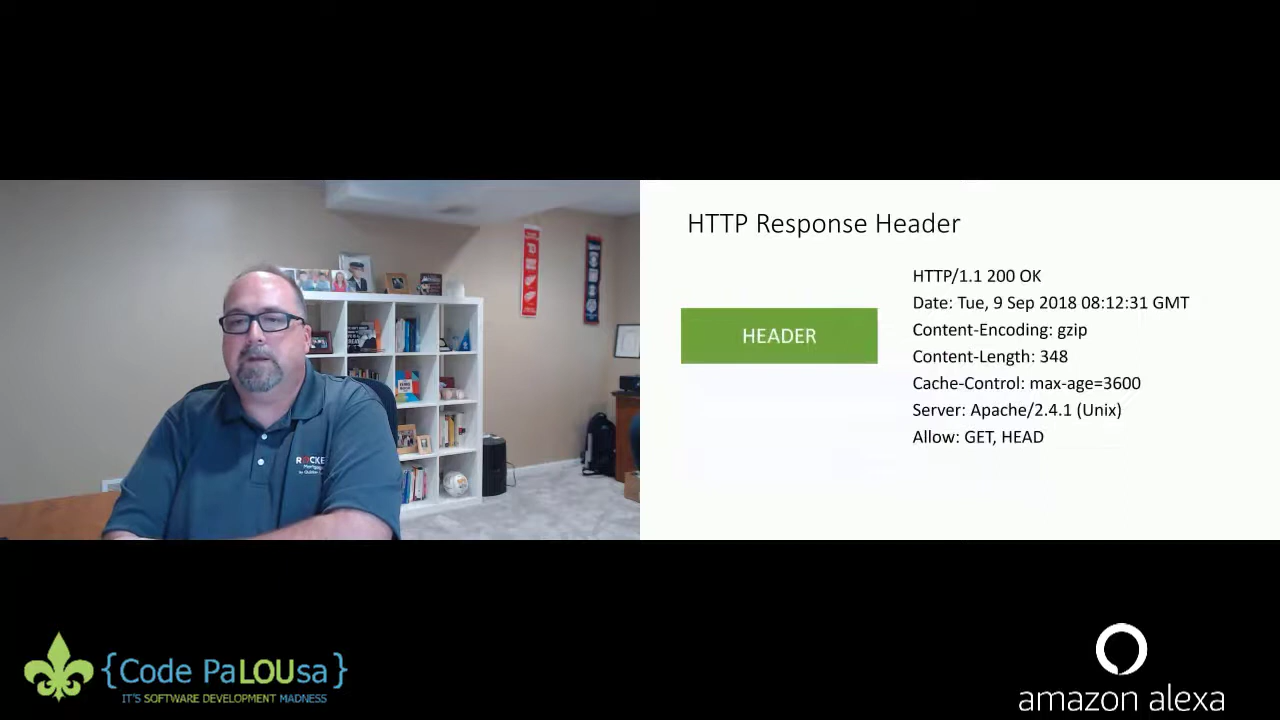 HTTP Response Header
HEADER
HTTP/1.1 200 OK
Date: Tue, 9 Sep 2018 08:12:31 GMT
Content-Encoding: gzip
Content-Length: 348
Cache-Control: max-age=3600
Server: Apache/2.4.1 (Unix)
Allow: GET, HEAD
{Code PaLOUsa}
IT'S SOFTWARE DEVELOPMENT MADNESS
amazon alexa